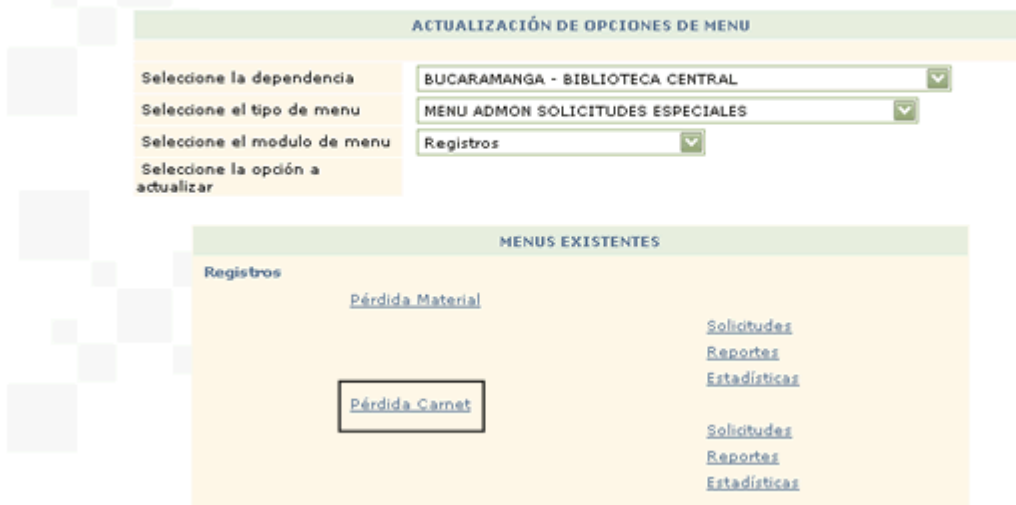 ACTUALIZACIÓN DE OPCIONES DE MENU
Seleccione la dependencia BUCARAMANGA - BIBLIOTECA CENTRAL
Seleccione el tipo de menu MENU ADMON SOLICITUDES ESPECIALES
Seleccione el modulo de menu Registros
Seleccione la opción a
actualizar
MENUS EXISTENTES
Registros
Pérdida Material
Solicitudes
Reportes
Estadísticas
Pérdida Carnet
Solicitudes
Reportes
Estadísticas